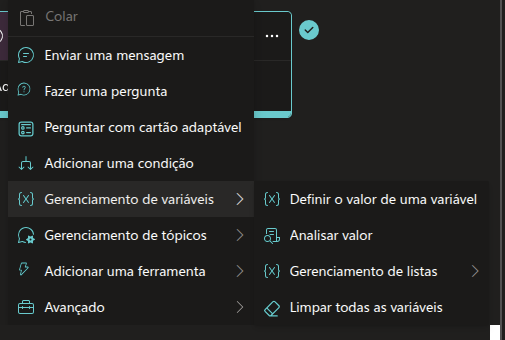 Colar
Enviar uma mensagem
Fazer uma pergunta
Perguntar com cartão adaptável
Adicionar uma condição
Gerenciamento de variáveis
Gerenciamento de tópicos
Adicionar uma ferramenta
Avançado
Definir o valor de uma variável
Analisar valor
Gerenciamento de listas
Limpar todas as variáveis